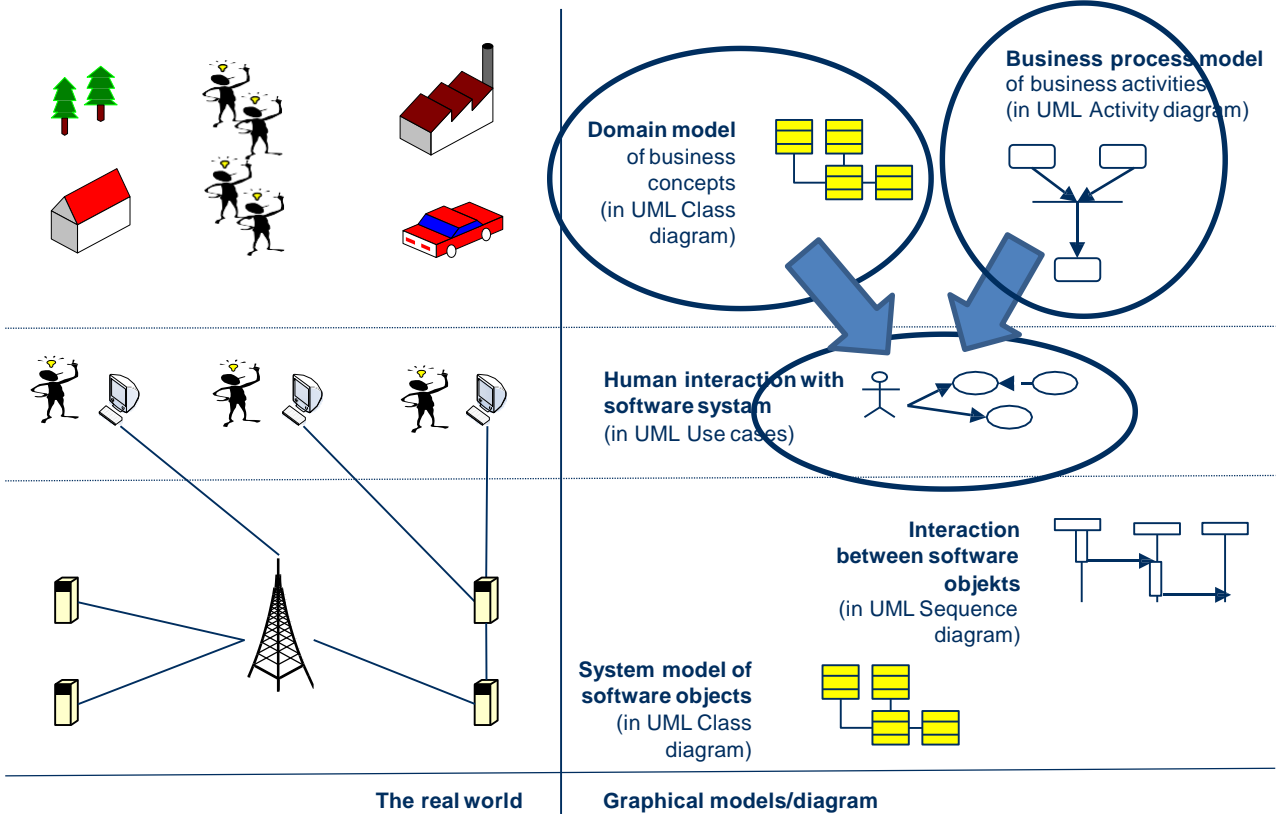 Business process model
of business activities
(in UML Activity diagram)
Domain model
of business
concepts
(in UML Class
diagram)
Human interaction with
software systam
(in UML Use cases)
Interaction
between software
objekts
(in UML Sequence
diagram)
System model of
software objects
(in UML Class
diagram)
The real world
Graphical models/diagram